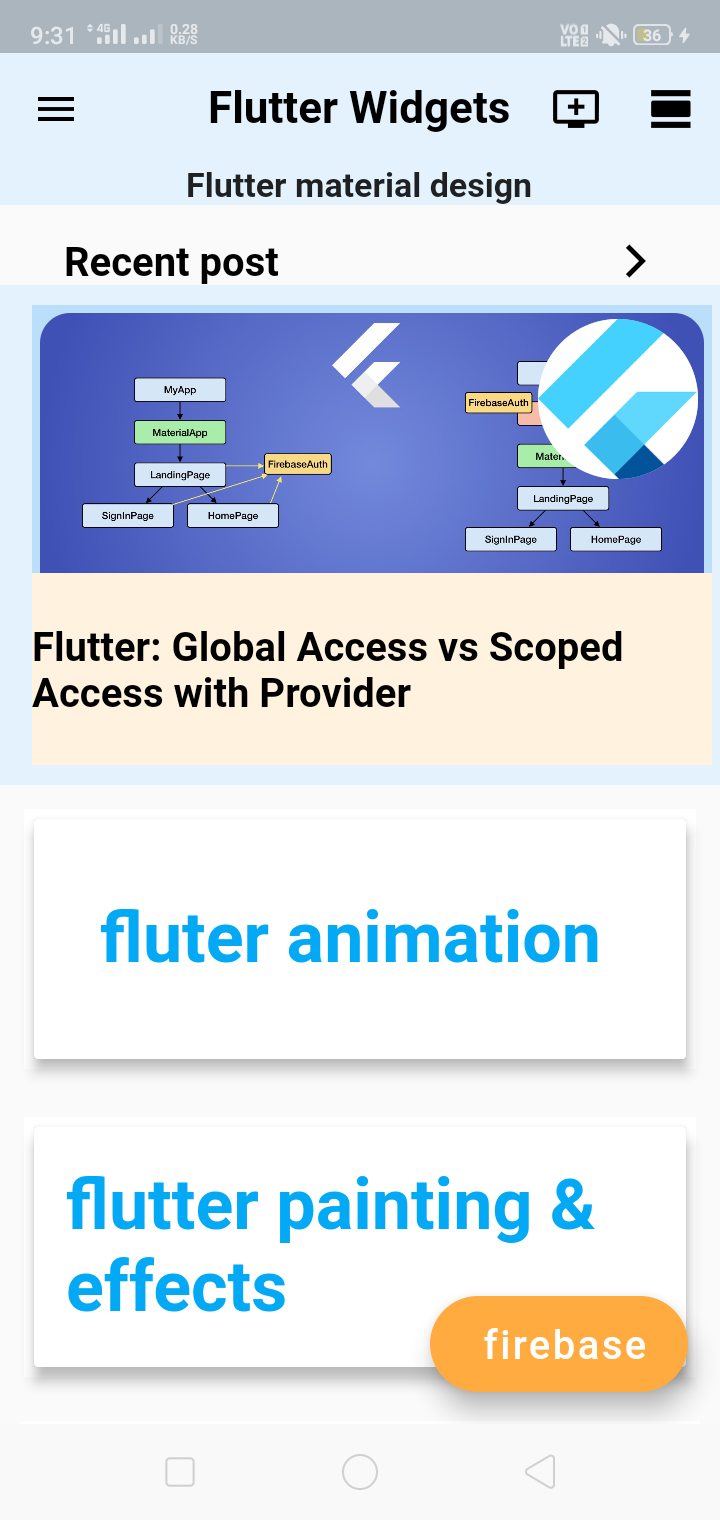 9:31 4G 0.28 KB/S VO LTE 1 2 36
Flutter Widgets
Flutter material design
Recent post
MyApp
MaterialApp
LandingPage
FirebaseAuth
SignInPage
HomePage
FirebaseAuth
Mater
LandingPage
SignInPage
HomePage
Flutter: Global Access vs Scoped
Access with Provider
fluter animation
flutter painting &
effects
firebase